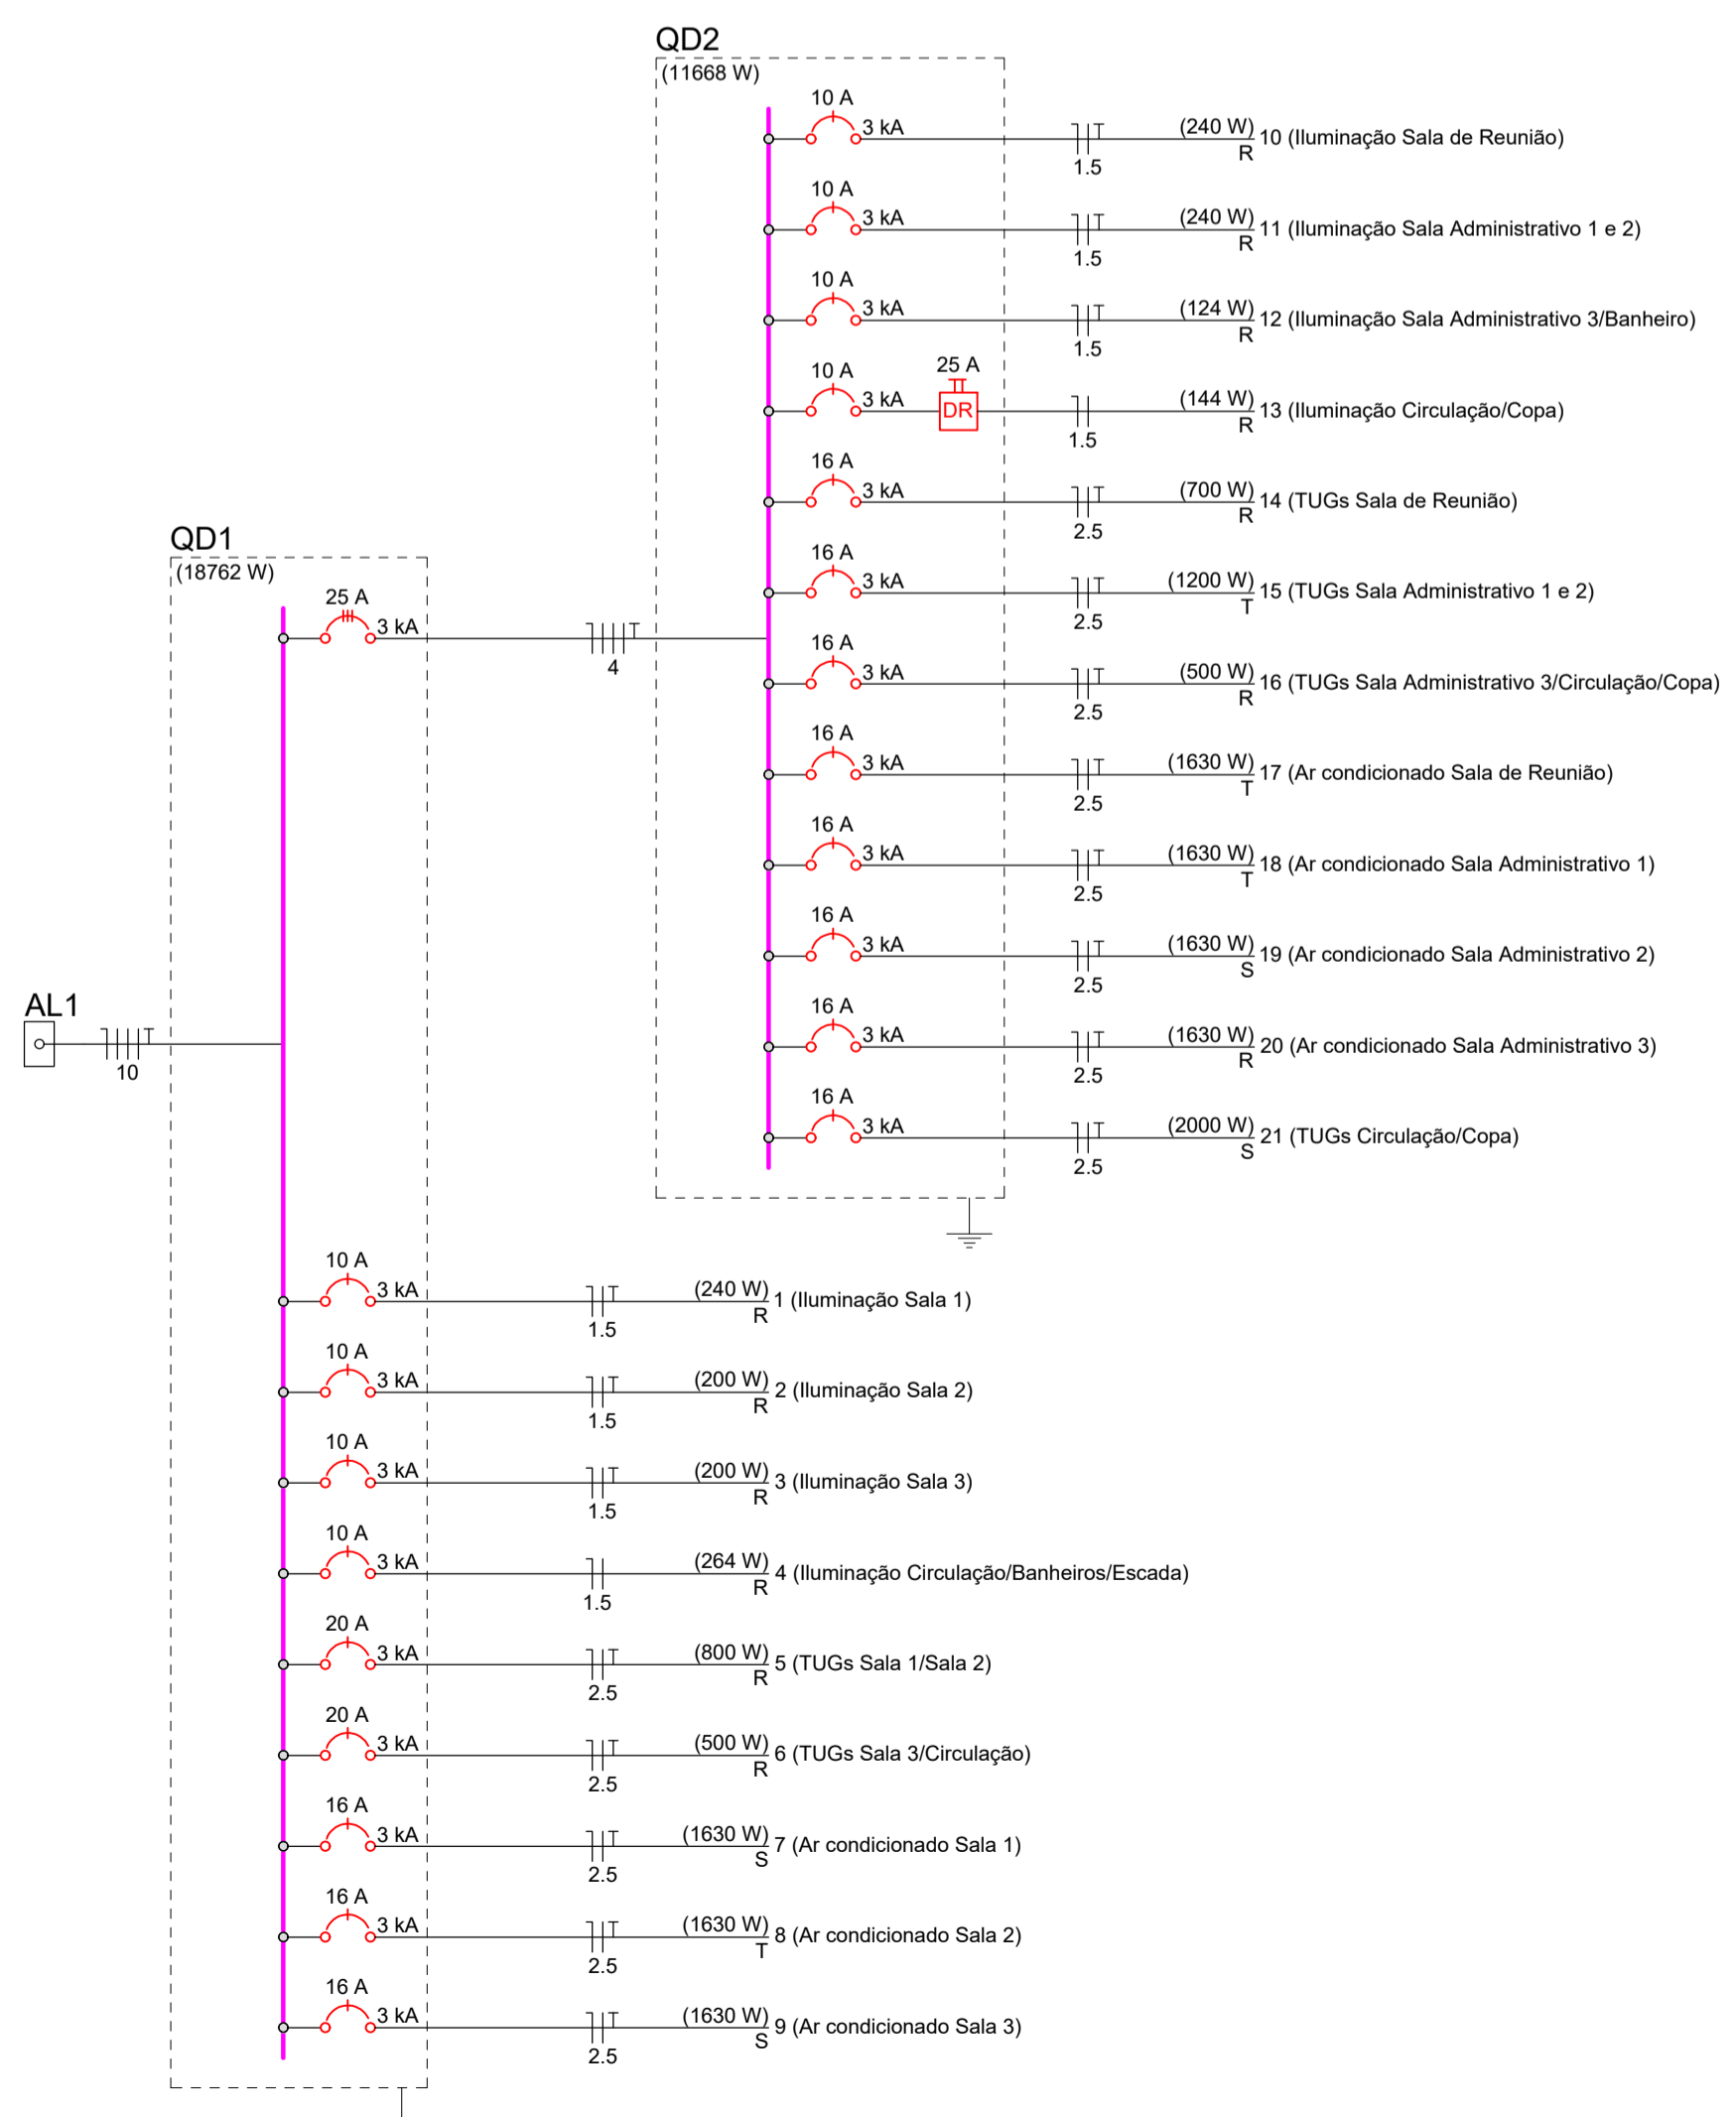 QD2
(11668 W)
10 A
3 kA
1.5
(240 W)
R
10 (Iluminação Sala de Reunião)
10 A
3 kA
1.5
(240 W)
R
11 (Iluminação Sala Administrativo 1 e 2)
10 A
3 kA
1.5
(124 W)
R
12 (Iluminação Sala Administrativo 3/Banheiro)
10 A
3 kA
25 A
DR
1.5
(144 W)
R
13 (Iluminação Circulação/Copa)
16 A
3 kA
2.5
(700 W)
R
14 (TUGs Sala de Reunião)
16 A
3 kA
2.5
(1200 W)
T
15 (TUGs Sala Administrativo 1 e 2)
16 A
3 kA
2.5
(500 W)
R
16 (TUGs Sala Administrativo 3/Circulação/Copa)
16 A
3 kA
2.5
(1630 W)
T
17 (Ar condicionado Sala de Reunião)
16 A
3 kA
2.5
(1630 W)
T
18 (Ar condicionado Sala Administrativo 1)
16 A
3 kA
2.5
(1630 W)
S
19 (Ar condicionado Sala Administrativo 2)
16 A
3 kA
2.5
(1630 W)
R
20 (Ar condicionado Sala Administrativo 3)
16 A
3 kA
2.5
(2000 W)
S
21 (TUGs Circulação/Copa)
QD1
(18762 W)
25 A
3 kA
4
AL1
10
10 A
3 kA
1.5
(240 W)
R
1 (Iluminação Sala 1)
10 A
3 kA
1.5
(200 W)
R
2 (Iluminação Sala 2)
10 A
3 kA
1.5
(200 W)
R
3 (Iluminação Sala 3)
10 A
3 kA
1.5
(264 W)
R
4 (Iluminação Circulação/Banheiros/Escada)
20 A
3 kA
2.5
(800 W)
R
5 (TUGs Sala 1/Sala 2)
20 A
3 kA
2.5
(500 W)
R
6 (TUGs Sala 3/Circulação)
16 A
3 kA
2.5
(1630 W)
S
7 (Ar condicionado Sala 1)
16 A
3 kA
2.5
(1630 W)
T
8 (Ar condicionado Sala 2)
16 A
3 kA
2.5
(1630 W)
S
9 (Ar condicionado Sala 3)